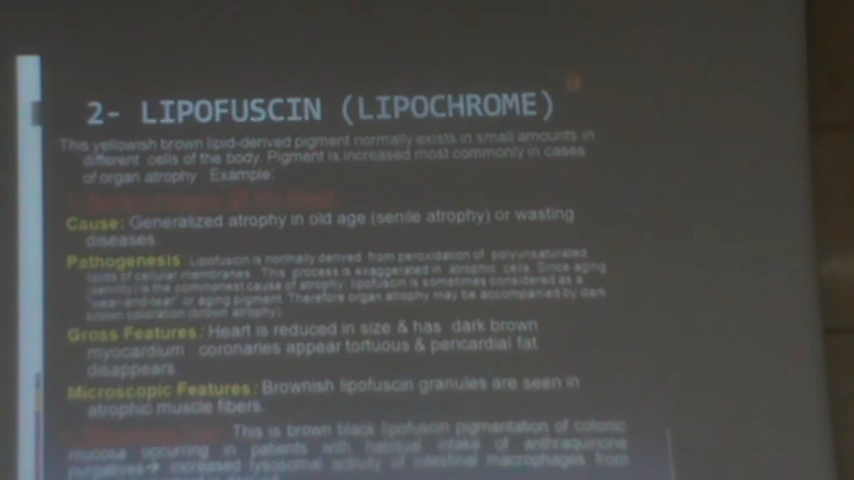 2- LIPOFUSCIN (LIPOCHROME)
This yellowish brown lipid-derived pigment normally exists in small amounts in
different cells of the body. Pigment is increased most commonly in cases
of organ atrophy. Example:
Cause: Generalized atrophy in old age (senile atrophy) or wasting
diseases.
Pathogenesis: Lipofuscin is normally derived from peroxidation of polyunsaturated
lipids of cellular membranes. This process is exaggerated in atrophic cells. Since aging
(senility) is the commonest cause of atrophy; lipofuscin is sometimes considered as a
"wear-and-tear" or aging pigment. Therefore organ atrophy may be accompanied by dark
brown coloration (brown atrophy)
Gross Features: Heart is reduced in size & has dark brown
myocardium coronaries appear tortuous & pericardial fat
disappears.
Microscopic Features: Brownish lipofuscin granules are seen in
atrophic muscle fibers.
This is brown black lipofuscin pigmentation of colonic
mucosa occurring in patients with habitual intake of anthraquinone
purgatives→ increased lysosomal activity of intestinal macrophages from